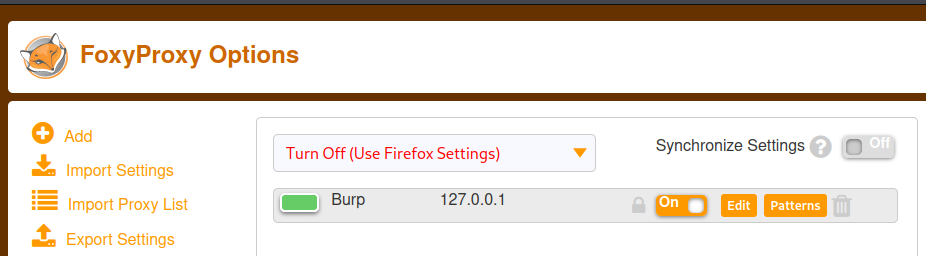 FoxyProxy Options
Add
Import Settings
Import Proxy List
Export Settings
Turn Off (Use Firefox Settings)
Synchronize Settings ? Off
Burp 127.0.0.1 On Edit Patterns